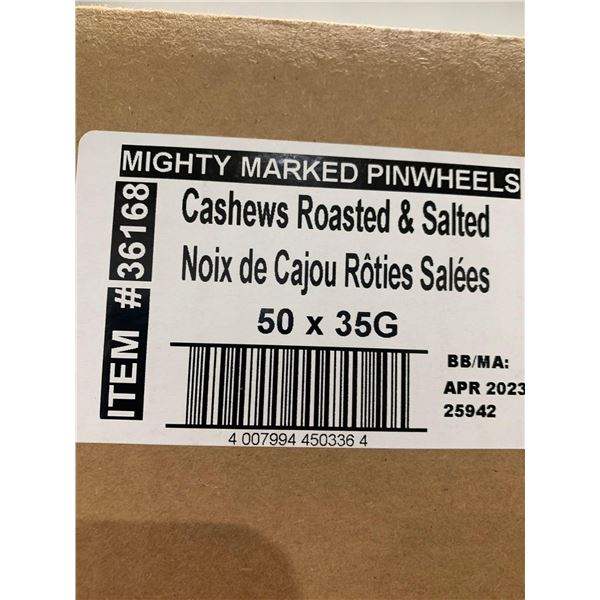 MIGHTY MARKED PINWHEELS
ITEM #36168
Cashews Roasted & Salted
Noix de Cajou Rôties Salées
50 x 35G
4 007994 450336 4
BB/MA:
APR 2023
25942